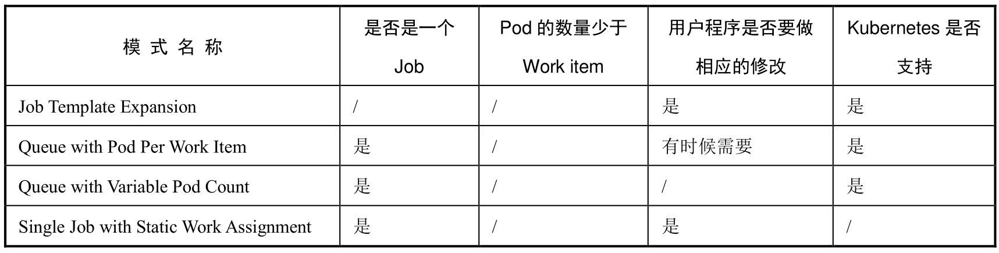 模式名称 是否是一个 Job Pod 的数量少于 Work item 用户程序是否要做相应的修改 Kubernetes 是否支持
Job Template Expansion / / 是 是
Queue with Pod Per Work Item 是 / 有时候需要 是
Queue with Variable Pod Count 是 / / 是
Single Job with Static Work Assignment 是 / 是 /